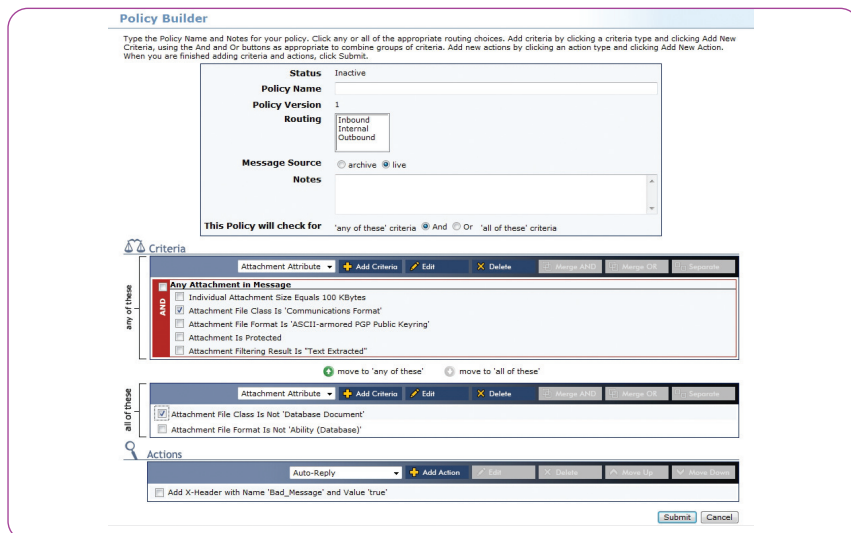 Policy Builder
Type the Policy Name and Notes for your policy. Click any or all of the appropriate routing choices. Add criteria by clicking a criteria type and clicking Add New
Criteria, using the And and Or buttons as appropriate to combine groups of criteria. Add new actions by clicking an action type and clicking Add New Action.
When you are finished adding criteria and actions, click Submit.
Status Inactive
Policy Name
Policy Version 1
Routing Inbound
Internal
Outbound
Message Source archive live
Notes
This Policy will check for 'any of these' criteria And Or 'all of these' criteria
Criteria
any of these
Attachment Attribute Add Criterio Edit Delete Merge AND Merge OR Separate
Any Attachment in Message
AND
Individual Attachment Size Equals 100 KBytes
Attachment File Class Is 'Communications Format'
Attachment File Format Is 'ASCII-armored PGP Public Keyring'
Attachment Is Protected
Attachment Filtering Result Is "Text Extracted"
move to 'any of these' move to 'all of these'
all of these
Attachment Attribute Add Criterio Edit Delete Merge AND Merge OR Separate
Attachment File Class Is Not 'Database Document'
Attachment File Format Is Not 'Ability (Database)'
Actions
Auto-Reply Add Action Edit Delete Move Up Move Down
Add X-Header with Name 'Bad_Message' and Value 'true'
Submit Cancel